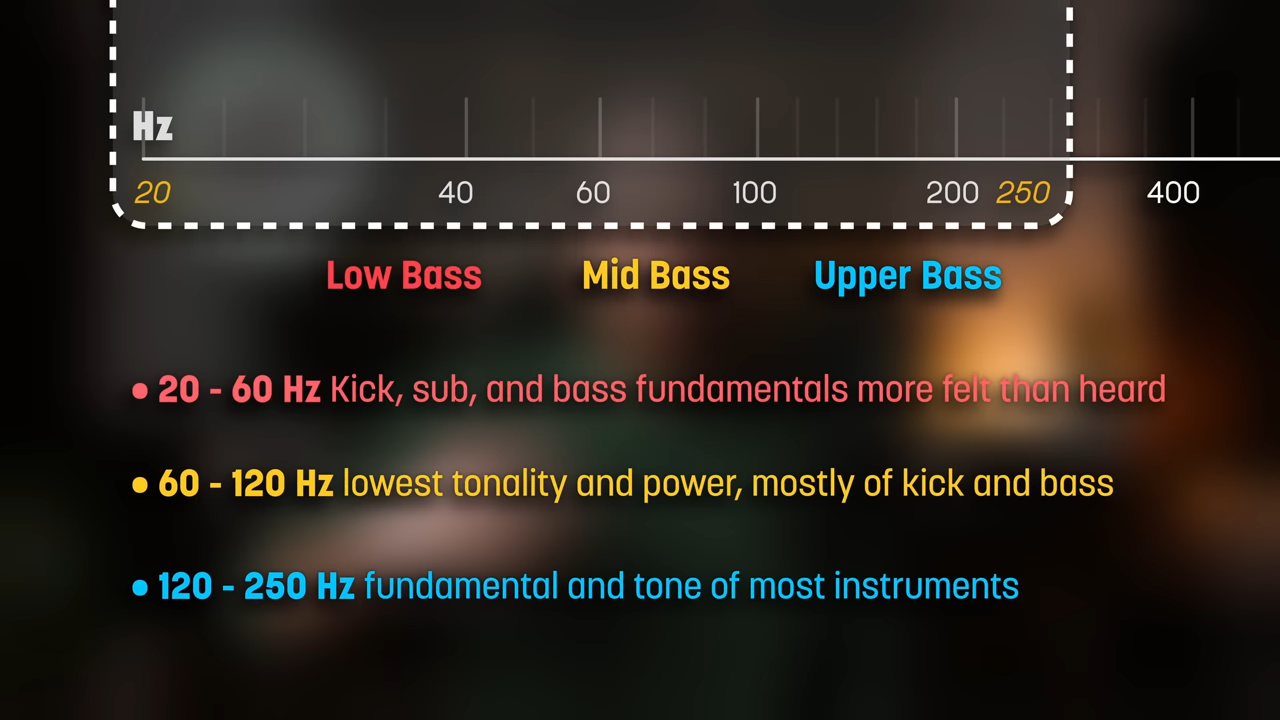 Hz
20 40 60 100 200 250 400
Low Bass Mid Bass Upper Bass
• 20 - 60 Hz Kick, sub, and bass fundamentals more felt than heard
• 60 - 120 Hz lowest tonality and power, mostly of kick and bass
• 120 - 250 Hz fundamental and tone of most instruments